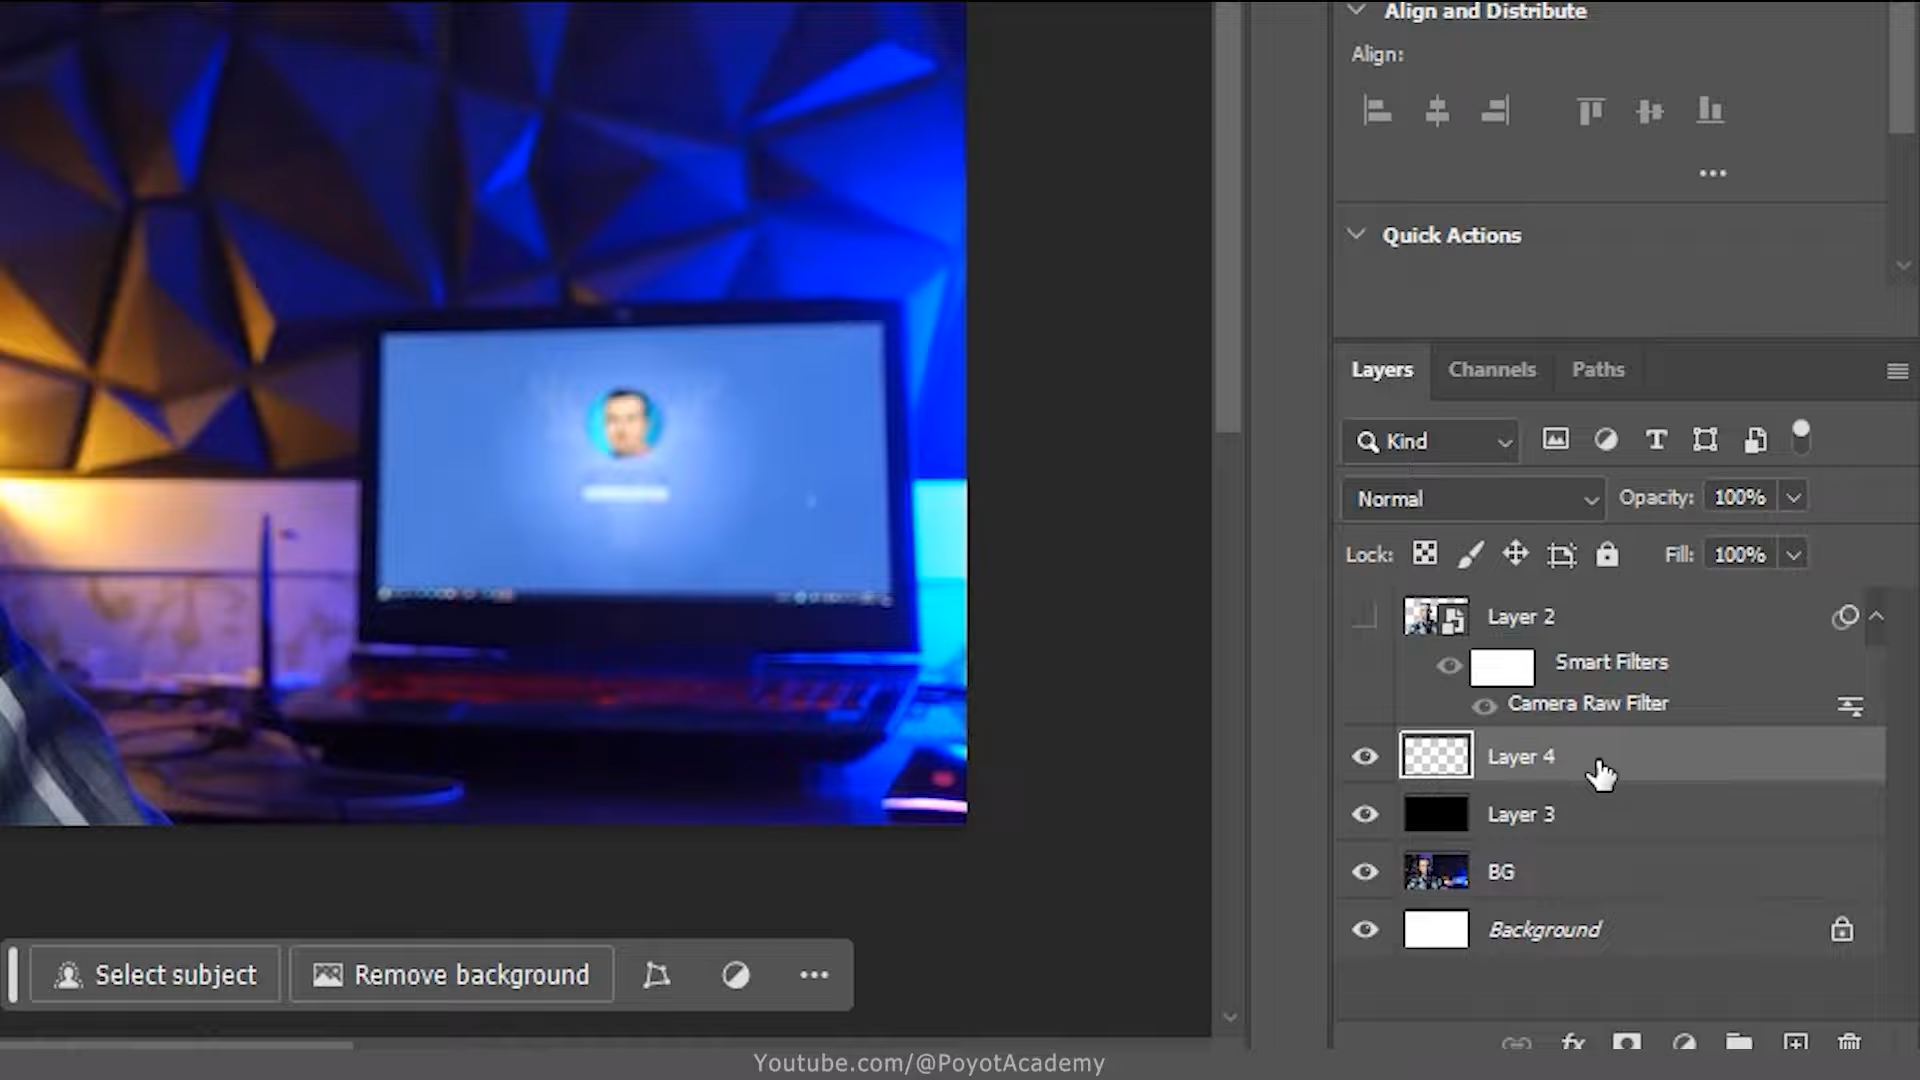 Align and Distribute
Align:
Quick Actions
Layers Channels Paths
Kind
Normal Opacity: 100%
Lock: Fill: 100%
Layer 2
Smart Filters
Camera Raw Filter
Layer 4
Layer 3
BG
Background
Select subject Remove background
fx
Youtube.com/@PoyotAcademy